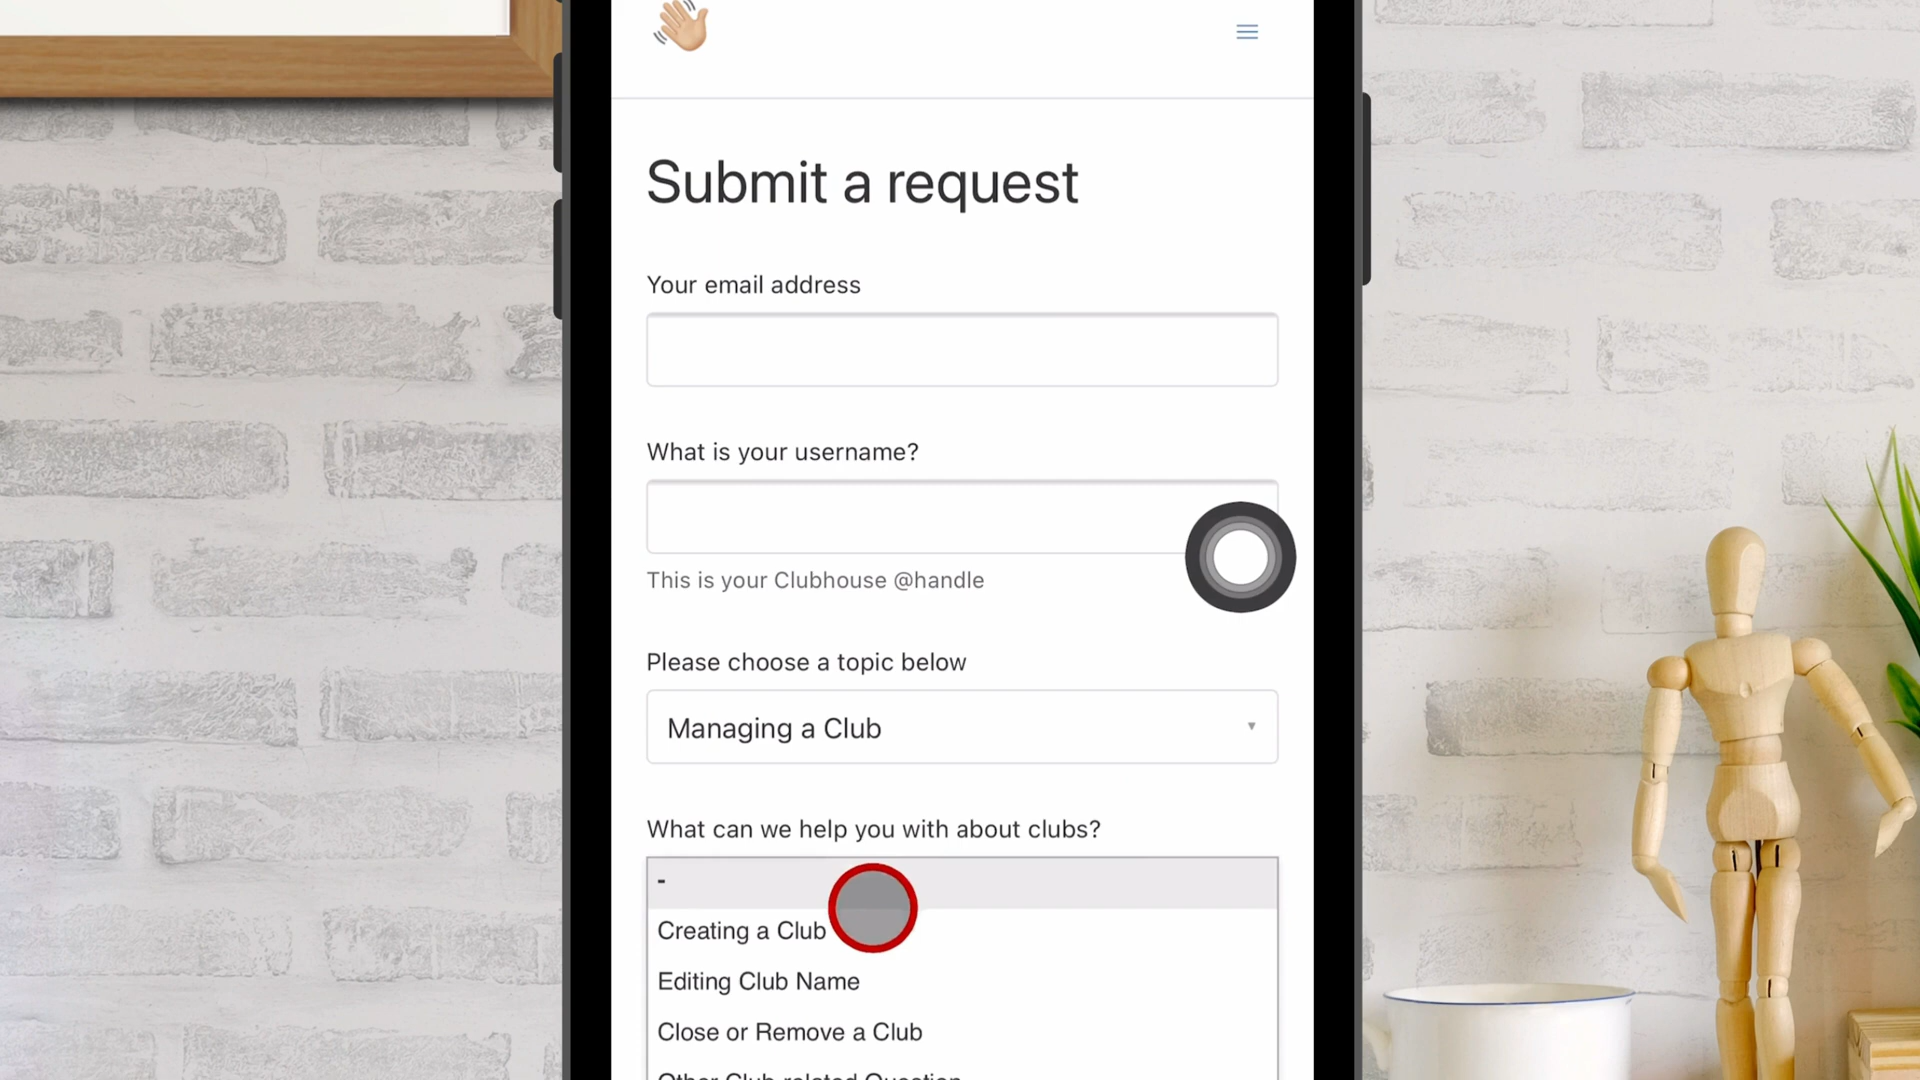 Submit a request
Your email address
What is your username?
This is your Clubhouse @handle
Please choose a topic below
Managing a Club
What can we help you with about clubs?
-
Creating a Club
Editing Club Name
Close or Remove a Club
Other Club related Question